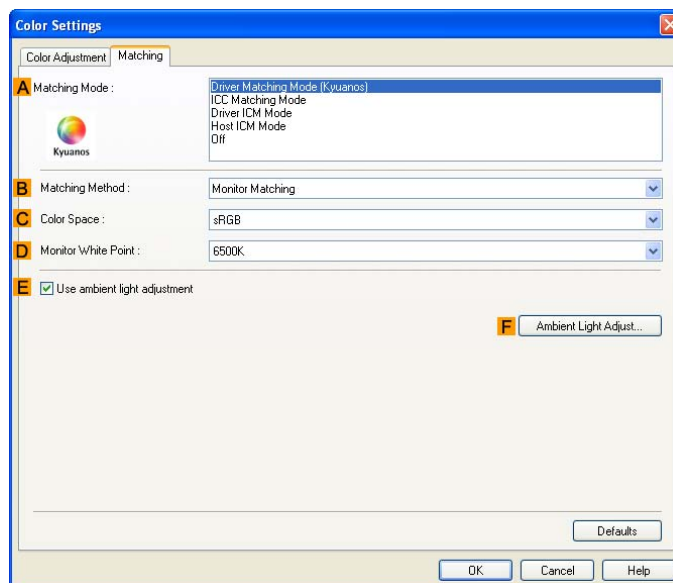 Color Settings
Color Adjustment Matching
A Matching Mode :
Driver Matching Mode (Kyuanos)
ICC Matching Mode
Driver ICM Mode
Host ICM Mode
Off
Kyuanos
B Matching Method : Monitor Matching
C Color Space : sRGB
D Monitor White Point : 6500K
E Use ambient light adjustment
F Ambient Light Adjust...
Defaults
OK Cancel Help